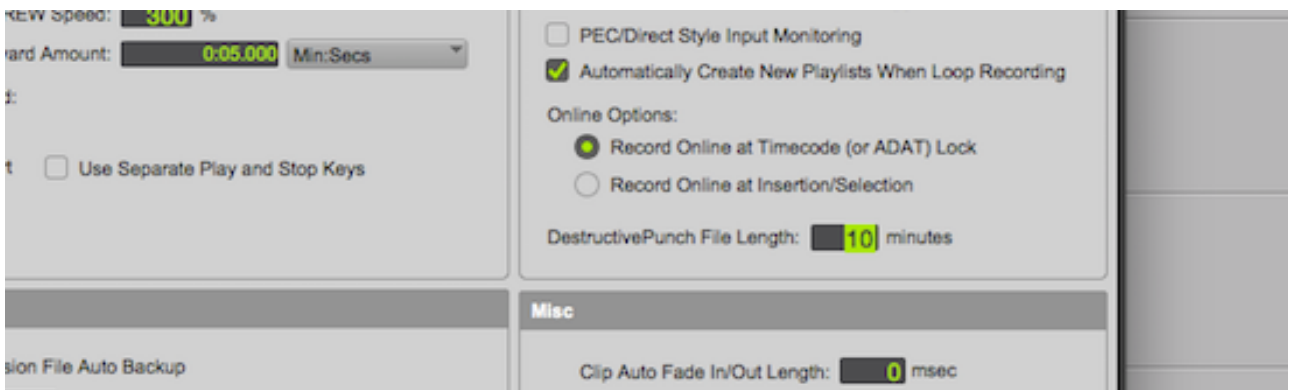 REW Speed: 300 %
ward Amount: 0:05.000 Min:Secs
d:
t Use Separate Play and Stop Keys
PEC/Direct Style Input Monitoring
Automatically Create New Playlists When Loop Recording
Online Options:
Record Online at Timecode (or ADAT) Lock
Record Online at Insertion/Selection
DestructivePunch File Length: 10 minutes
sion File Auto Backup
Misc
Clip Auto Fade In/Out Length: 0 msec